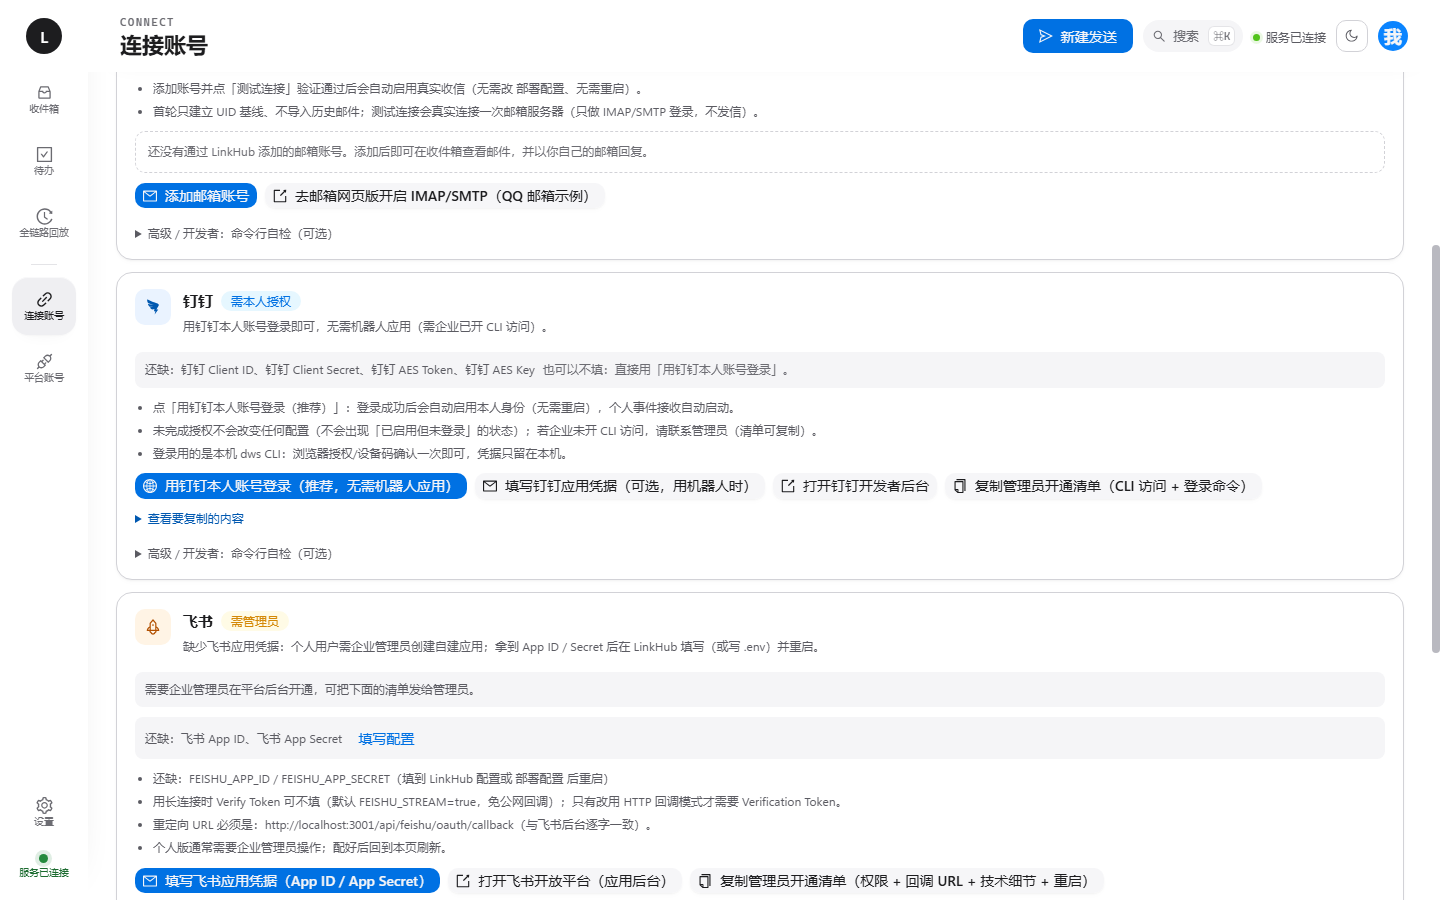 L
CONNECT
连接账号
新建发送
搜索
⌘K
服务已连接
我
收件箱
待办
全链路回放
连接账号
平台账号
设置
服务已连接
添加账号并点「测试连接」验证通过后会自动启用真实收信（无需改 部署配置、无需重启）。
首轮只建立 UID 基线、不导入历史邮件；测试连接会真实连接一次邮箱服务器（只做 IMAP/SMTP 登录，不发信）。
还没有通过 LinkHub 添加的邮箱账号。添加后即可在收件箱查看邮件，并以你自己的邮箱回复。
添加邮箱账号
去邮箱网页版开启 IMAP/SMTP（QQ 邮箱示例）
高级 / 开发者：命令行自检（可选）
钉钉
需本人授权
用钉钉本人账号登录即可，无需机器人应用（需企业已开 CLI 访问）。
还缺：钉钉 Client ID、钉钉 Client Secret、钉钉 AES Token、钉钉 AES Key 也可以不填：直接用「用钉钉本人账号登录」。
点「用钉钉本人账号登录（推荐）」：登录成功后会自动启用本人身份（无需重启），个人事件接收自动启动。
未完成授权不会改变任何配置（不会出现「已启用但未登录」的状态）；若企业未开 CLI 访问，请联系管理员（清单可复制）。
登录用的是本机 dws CLI：浏览器授权/设备码确认一次即可，凭据只留在本机。
用钉钉本人账号登录（推荐，无需机器人应用）
填写钉钉应用凭据（可选，用机器人时）
打开钉钉开发者后台
复制管理员开通清单（CLI 访问 + 登录命令）
查看要复制的内容
高级 / 开发者：命令行自检（可选）
飞书
需管理员
缺少飞书应用凭据：个人用户需企业管理员创建自建应用；拿到 App ID / Secret 后在 LinkHub 填写（或写 .env）并重启。
需要企业管理员在平台后台开通，可把下面的清单发给管理员。
还缺：飞书 App ID、飞书 App Secret
填写配置
还缺：FEISHU_APP_ID / FEISHU_APP_SECRET（填到 LinkHub 配置或 部署配置 后重启）
用长连接时 Verify Token 可不填（默认 FEISHU_STREAM=true，免公网回调）；只有改用 HTTP 回调模式才需要 Verification Token。
重定向 URL 必须是：http://localhost:3001/api/feishu/oauth/callback（与飞书后台逐字一致）。
个人版通常需要企业管理员操作；配好后回到本页刷新。
填写飞书应用凭据（App ID / App Secret）
打开飞书开放平台（应用后台）
复制管理员开通清单（权限 + 回调 URL + 技术细节 + 重启）